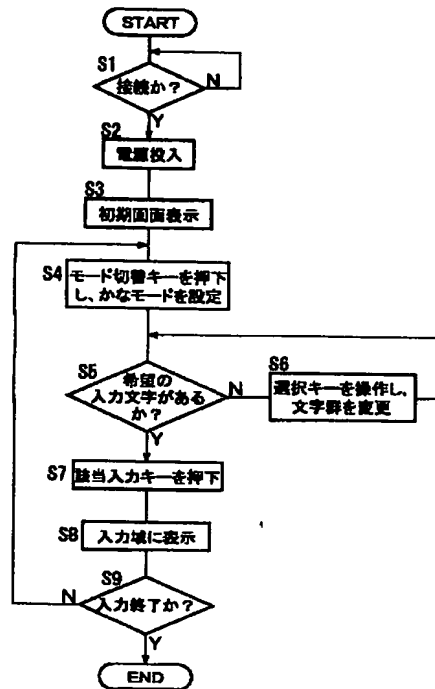 START
S1
接続か？
N
Y
S2
電源投入
S3
初期画面表示
S4
モード切替キーを押下
し、かなモードを設定
S5
希望の
入力文字がある
か？
N
Y
S6
選択キーを操作し、
文字群を変更
S7
該当入力キーを押下
S8
入力域に表示
S9
入力終了か？
N
Y
END